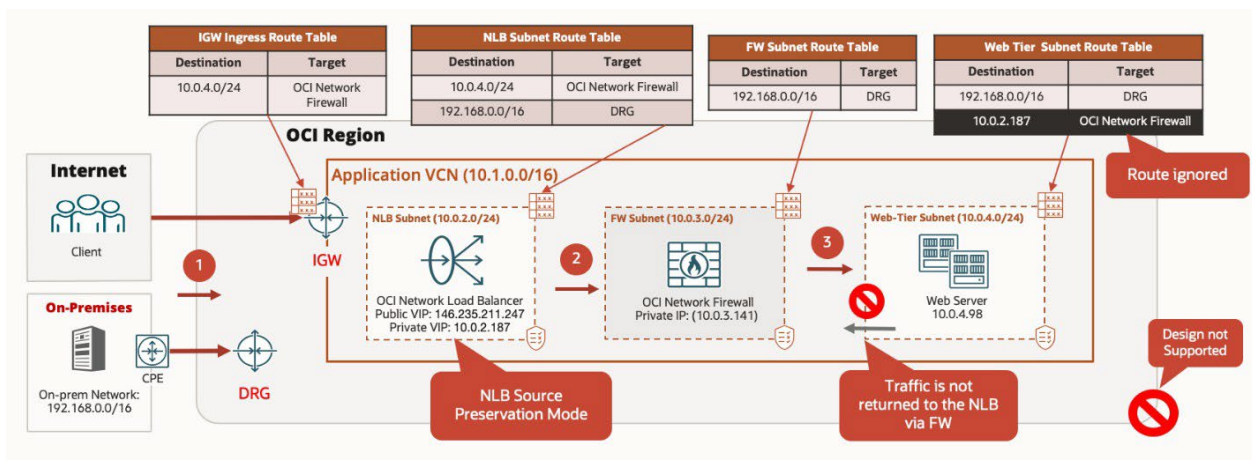 IGW Ingress Route Table
Destination Target
10.0.4.0/24 OCI Network
Firewall
NLB Subnet Route Table
Destination Target
10.0.4.0/24 OCI Network Firewall
192.168.0.0/16 DRG
FW Subnet Route Table
Destination Target
192.168.0.0/16 DRG
Web Tier Subnet Route Table
Destination Target
192.168.0.0/16 DRG
10.0.2.187 OCI Network Firewall
Route ignored
OCI Region
Internet
Client
1
IGW
Application VCN (10.1.0.0/16)
NLB Subnet (10.0.2.0/24)
OCI Network Load Balancer
Public VIP: 146.235.211.247
Private VIP: 10.0.2.187
2
FW Subnet (10.0.3.0/24)
OCI Network Firewall
Private IP: (10.0.3.141)
3
Web-Tier Subnet (10.0.4.0/24)
Web Server
10.0.4.98
On-Premises
CPE
On-prem Network:
192.168.0.0/16
DRG
NLB Source
Preservation Mode
Traffic is not
returned to the NLB
via FW
Design not
Supported